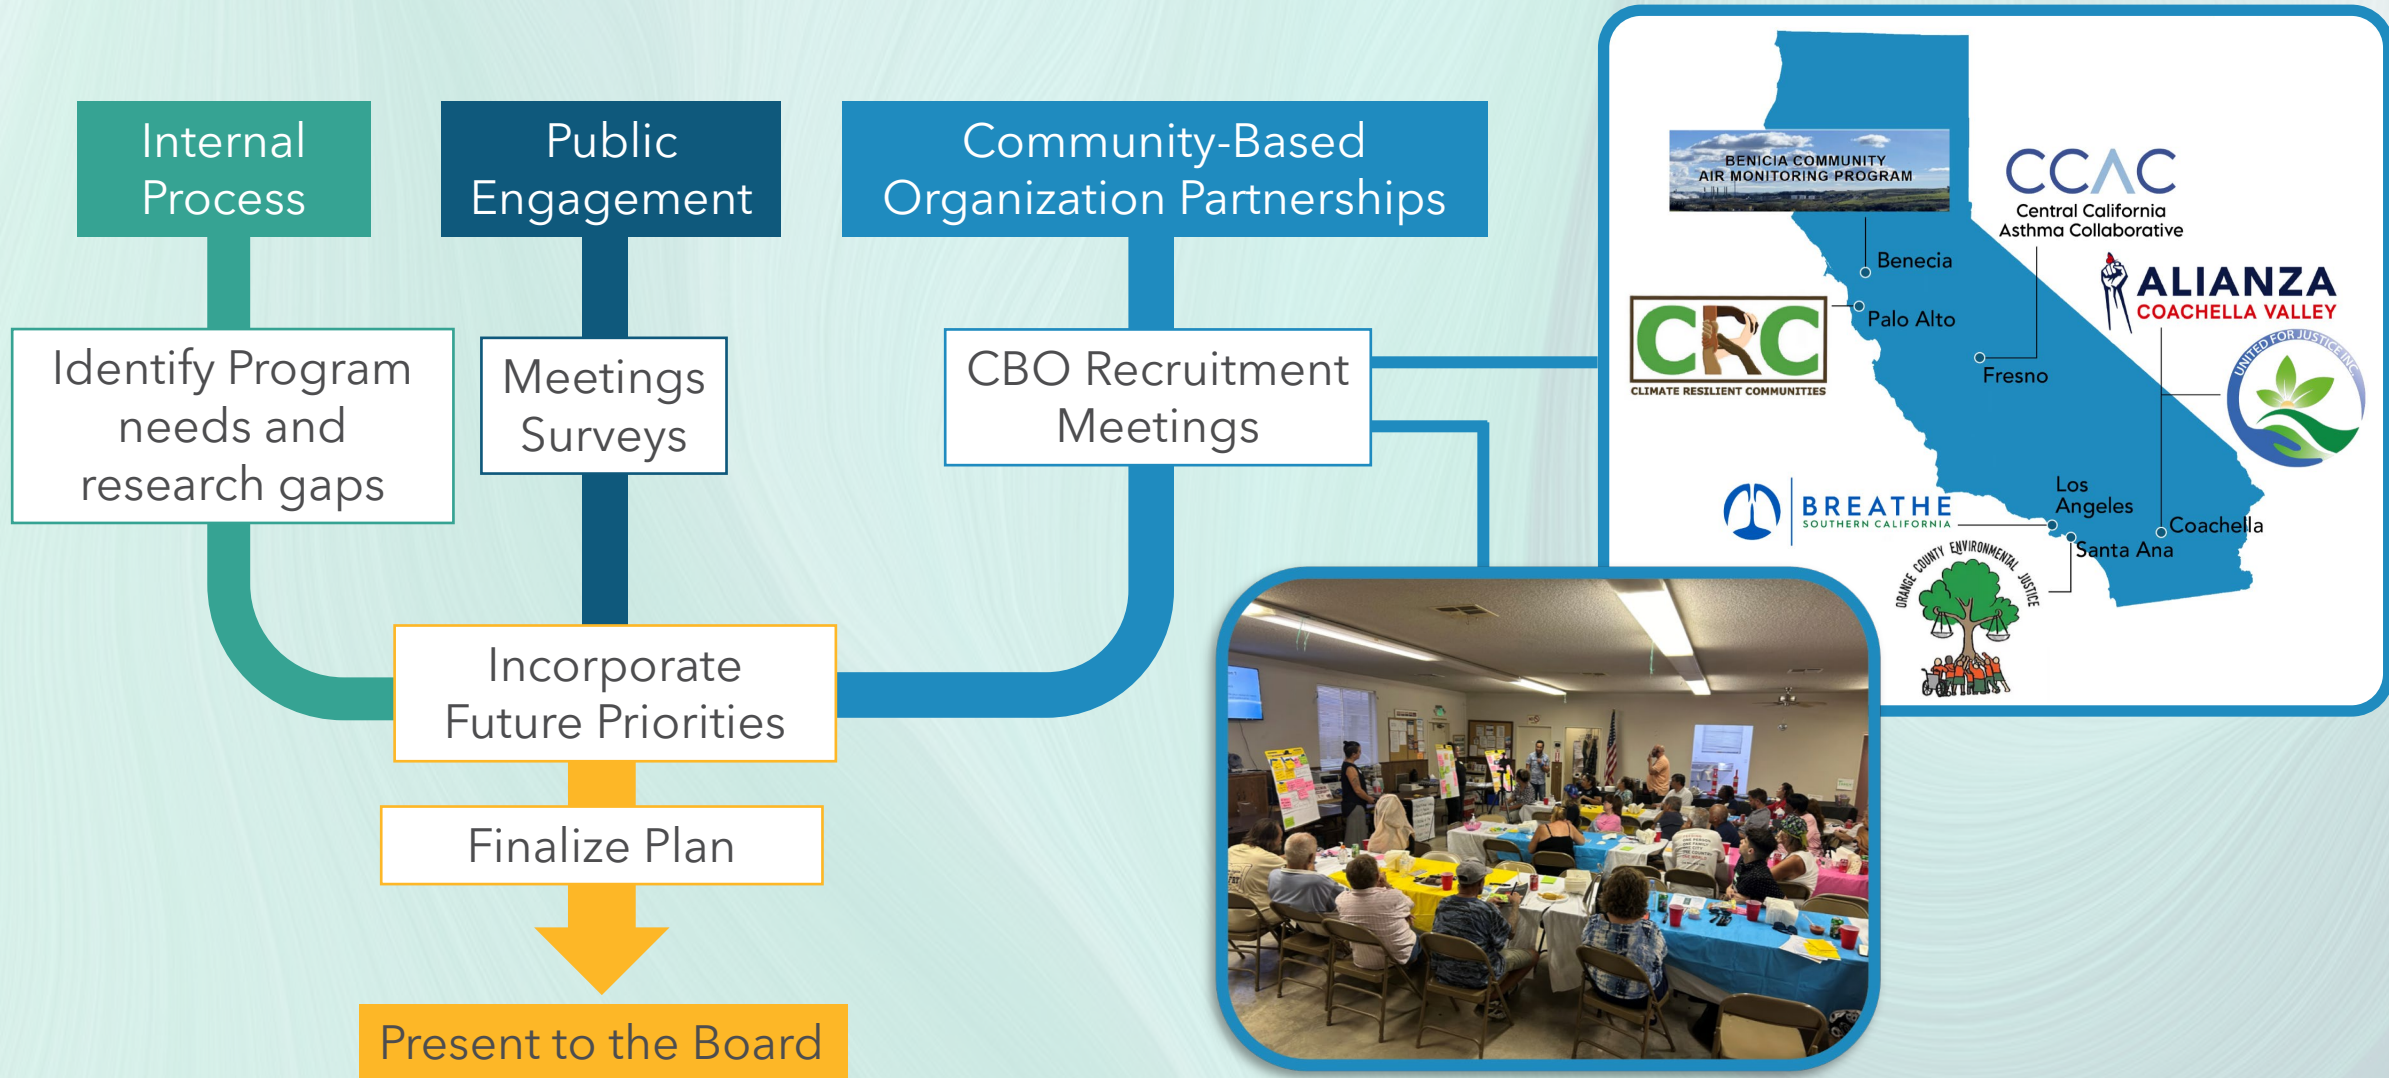 Internal
Process
Public
Engagement
Community-Based
Organization Partnerships
Identify Program
needs and
research gaps
Meetings
Surveys
CBO Recruitment
Meetings
Incorporate
Future Priorities
Finalize Plan
Present to the Board
BENICIA COMMUNITY
AIR MONITORING PROGRAM
CCAC
Central California
Asthma Collaborative
Benecia
ALIANZA
COACHELLA VALLEY
CRC
CLIMATE RESILIENT COMMUNITIES
Palo Alto
Fresno
UNITED FOR JUSTICE INC.
BREATHE
SOUTHERN CALIFORNIA
Los
Angeles
Coachella
Santa Ana
ORANGE COUNTY ENVIRONMENTAL JUSTICE